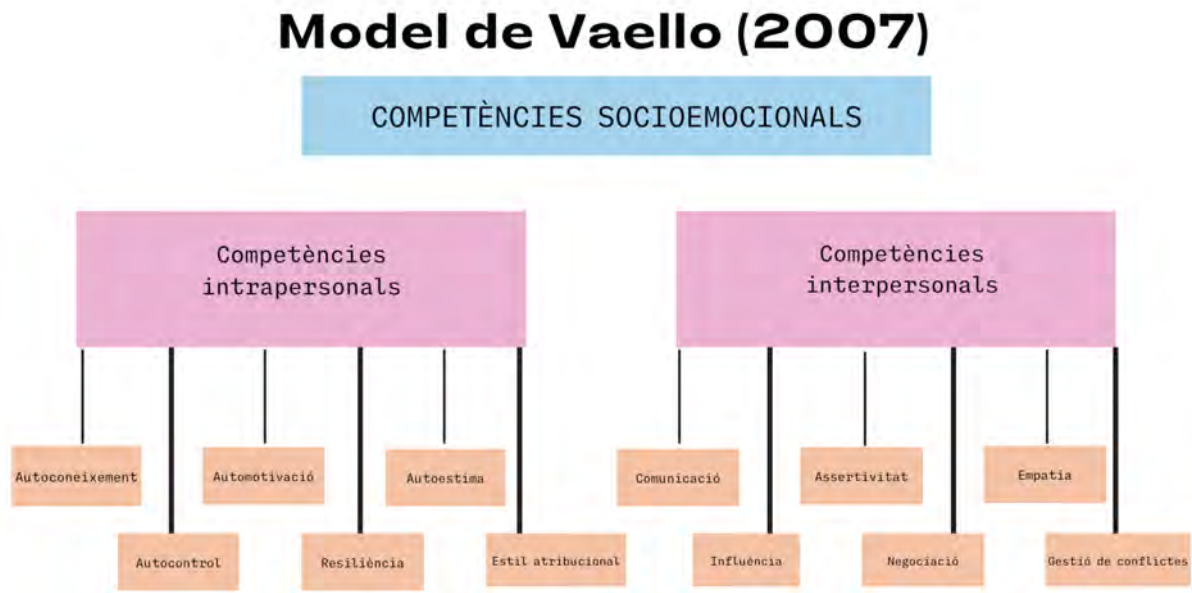 Model de Vaello (2007)
COMPETÈNCIES SOCIOEMOCIONALS
Competències
intrapersonals
Competències
interpersonals
Autoconeixement
Automotivació
Autoestima
Comunicació
Assertivitat
Empatia
Autocontrol
Resiliència
Estil atribucional
Influència
Negociació
Gestió de conflictes